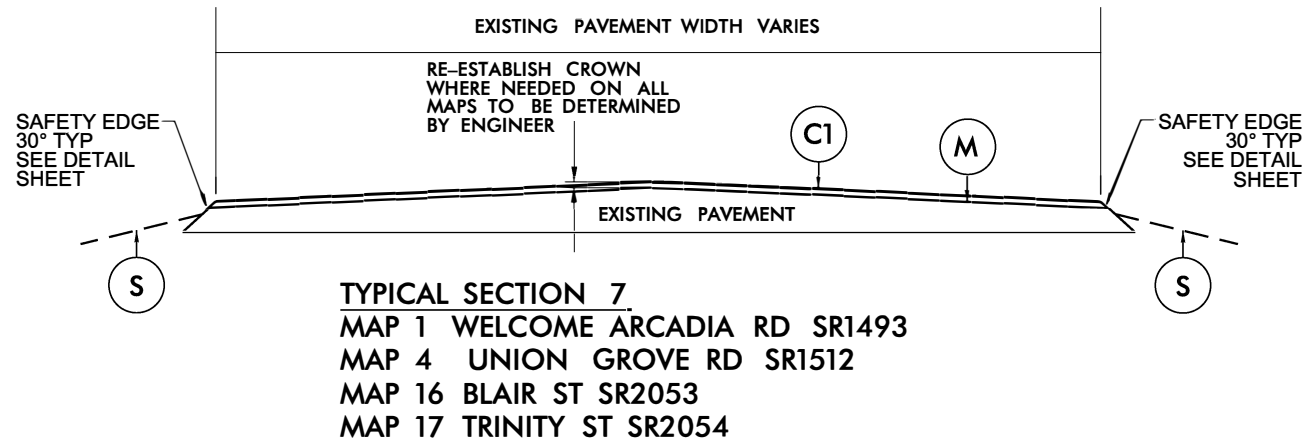 EXISTING PAVEMENT WIDTH VARIES
RE–ESTABLISH CROWN
WHERE NEEDED ON ALL
MAPS TO BE DETERMINED
BY ENGINEER
SAFETY EDGE
30° TYP
SEE DETAIL
SHEET
C1
M
SAFETY EDGE
30° TYP
SEE DETAIL
SHEET
EXISTING PAVEMENT
S
S
TYPICAL SECTION 7
MAP 1 WELCOME ARCADIA RD SR1493
MAP 4 UNION GROVE RD SR1512
MAP 16 BLAIR ST SR2053
MAP 17 TRINITY ST SR2054